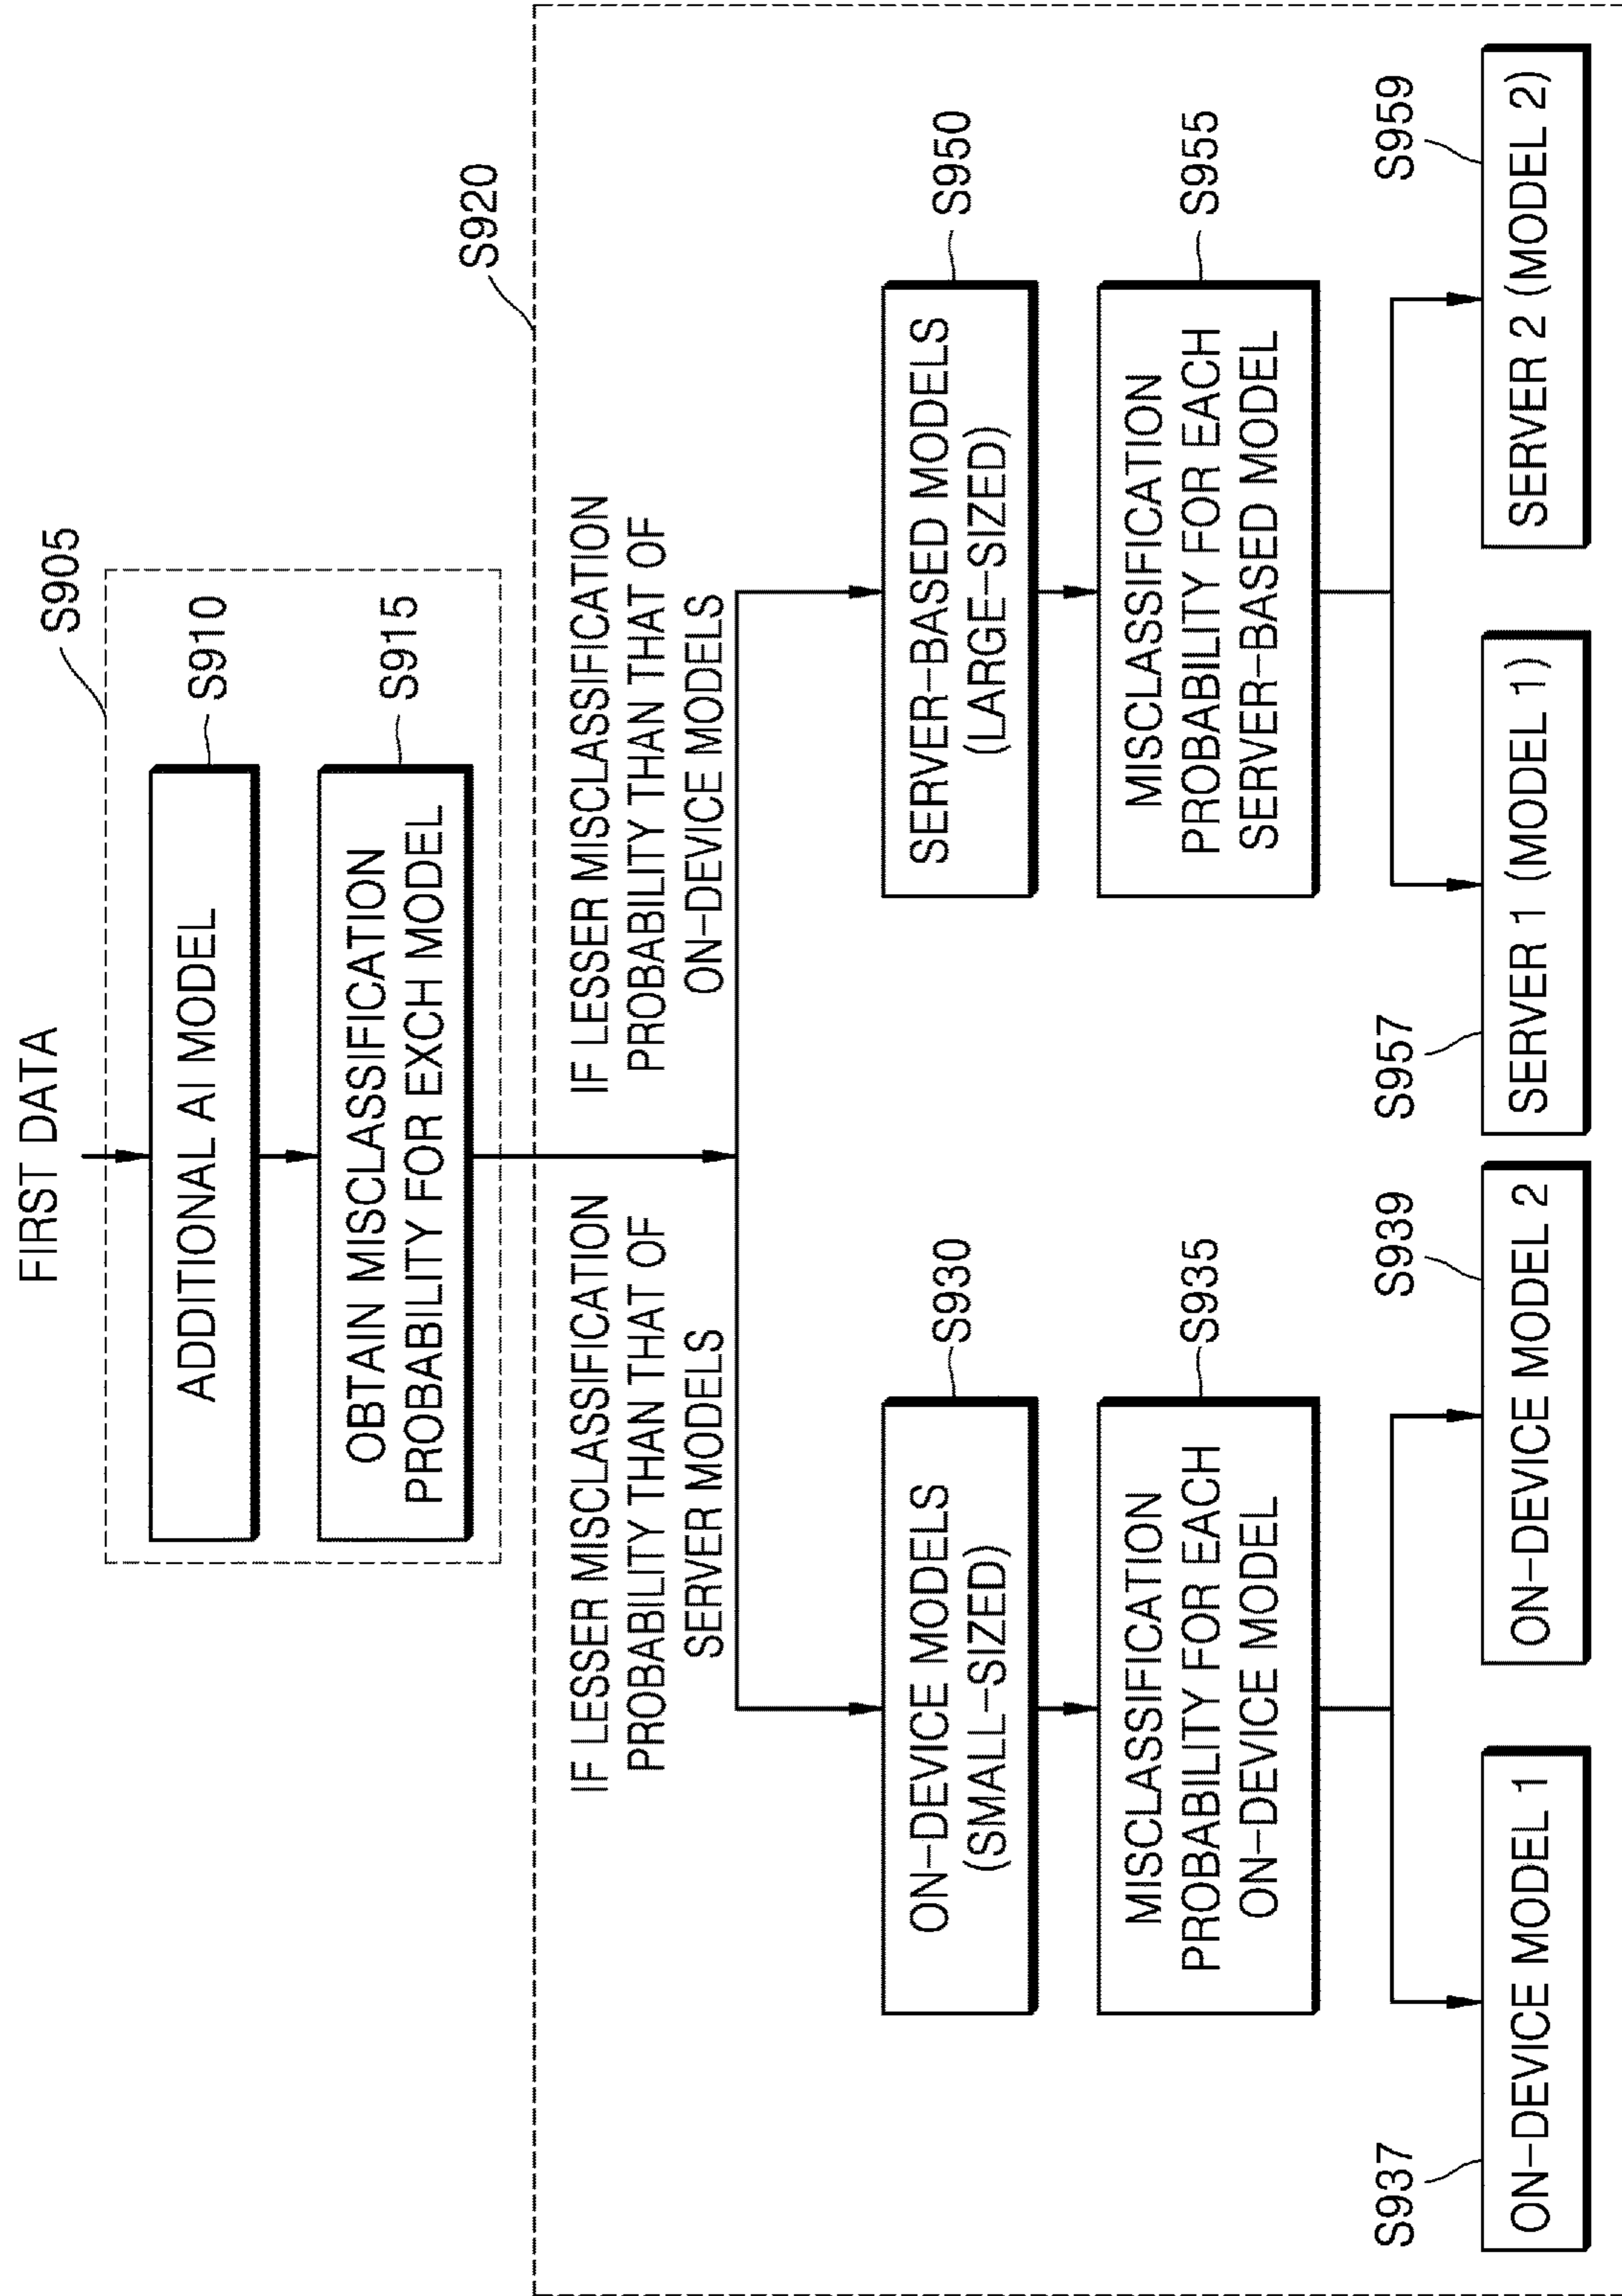 FIRST DATA
S905
ADDITIONAL AI MODEL
S910
OBTAIN MISCLASSIFICATION
PROBABILITY FOR EXCH MODEL
S915
S920
IF LESSER MISCLASSIFICATION
PROBABILITY THAN THAT OF
SERVER MODELS
IF LESSER MISCLASSIFICATION
PROBABILITY THAN THAT OF
ON-DEVICE MODELS
ON-DEVICE MODELS
(SMALL-SIZED)
S930
SERVER-BASED MODELS
(LARGE-SIZED)
S950
MISCLASSIFICATION
PROBABILITY FOR EACH
ON-DEVICE MODEL
S935
MISCLASSIFICATION
PROBABILITY FOR EACH
SERVER-BASED MODEL
S955
S937
ON-DEVICE MODEL 1
S939
ON-DEVICE MODEL 2
S957
SERVER 1 (MODEL 1)
S959
SERVER 2 (MODEL 2)